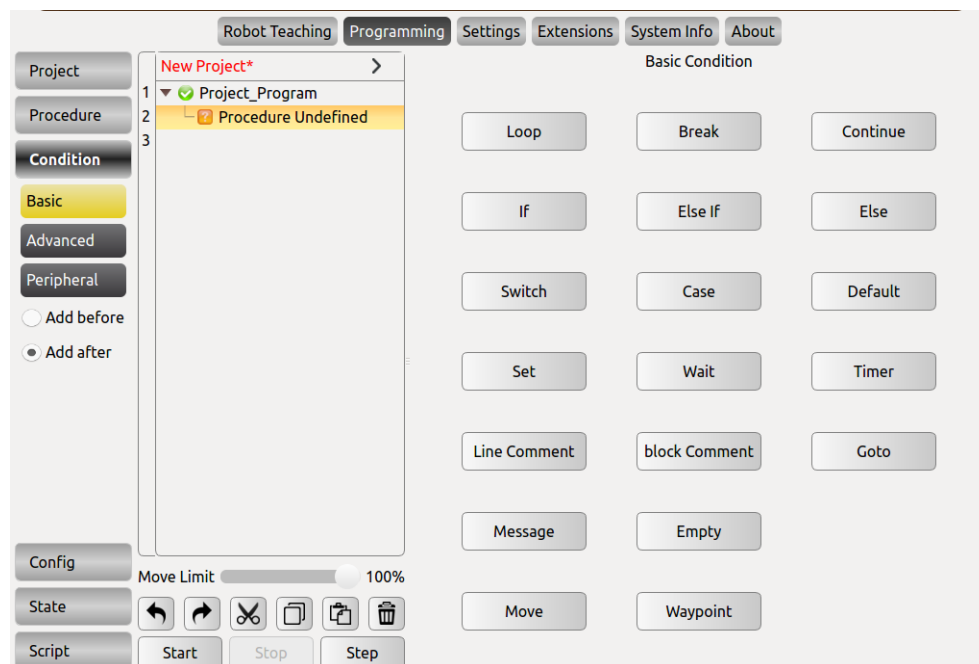 Robot Teaching Programming Settings Extensions System Info About
Project
Procedure
Condition
Basic
Advanced
Peripheral
Add before
Add after
Config
State
Script
New Project* >
1 Project_Program
2 ? Procedure Undefined
3
Move Limit 100%
Start Stop Step
Basic Condition
Loop Break Continue
If Else If Else
Switch Case Default
Set Wait Timer
Line Comment block Comment Goto
Message Empty
Move Waypoint